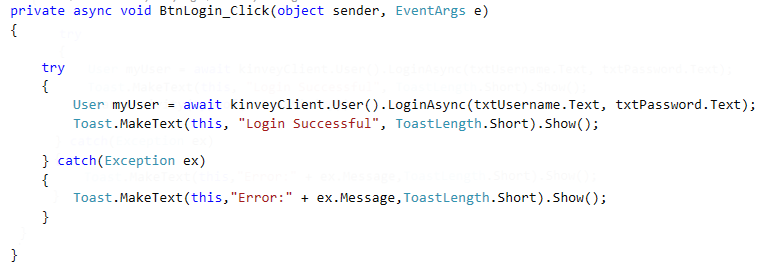 private async void BtnLogin_Click(object sender, EventArgs e)
{
try
{
User myUser = await kinveyClient.User().LoginAsync(txtUsername.Text, txtPassword.Text);
Toast.MakeText(this, "Login Successful", ToastLength.Short).Show();
} catch(Exception ex)
{
Toast.MakeText(this,"Error:" + ex.Message,ToastLength.Short).Show();
}
}